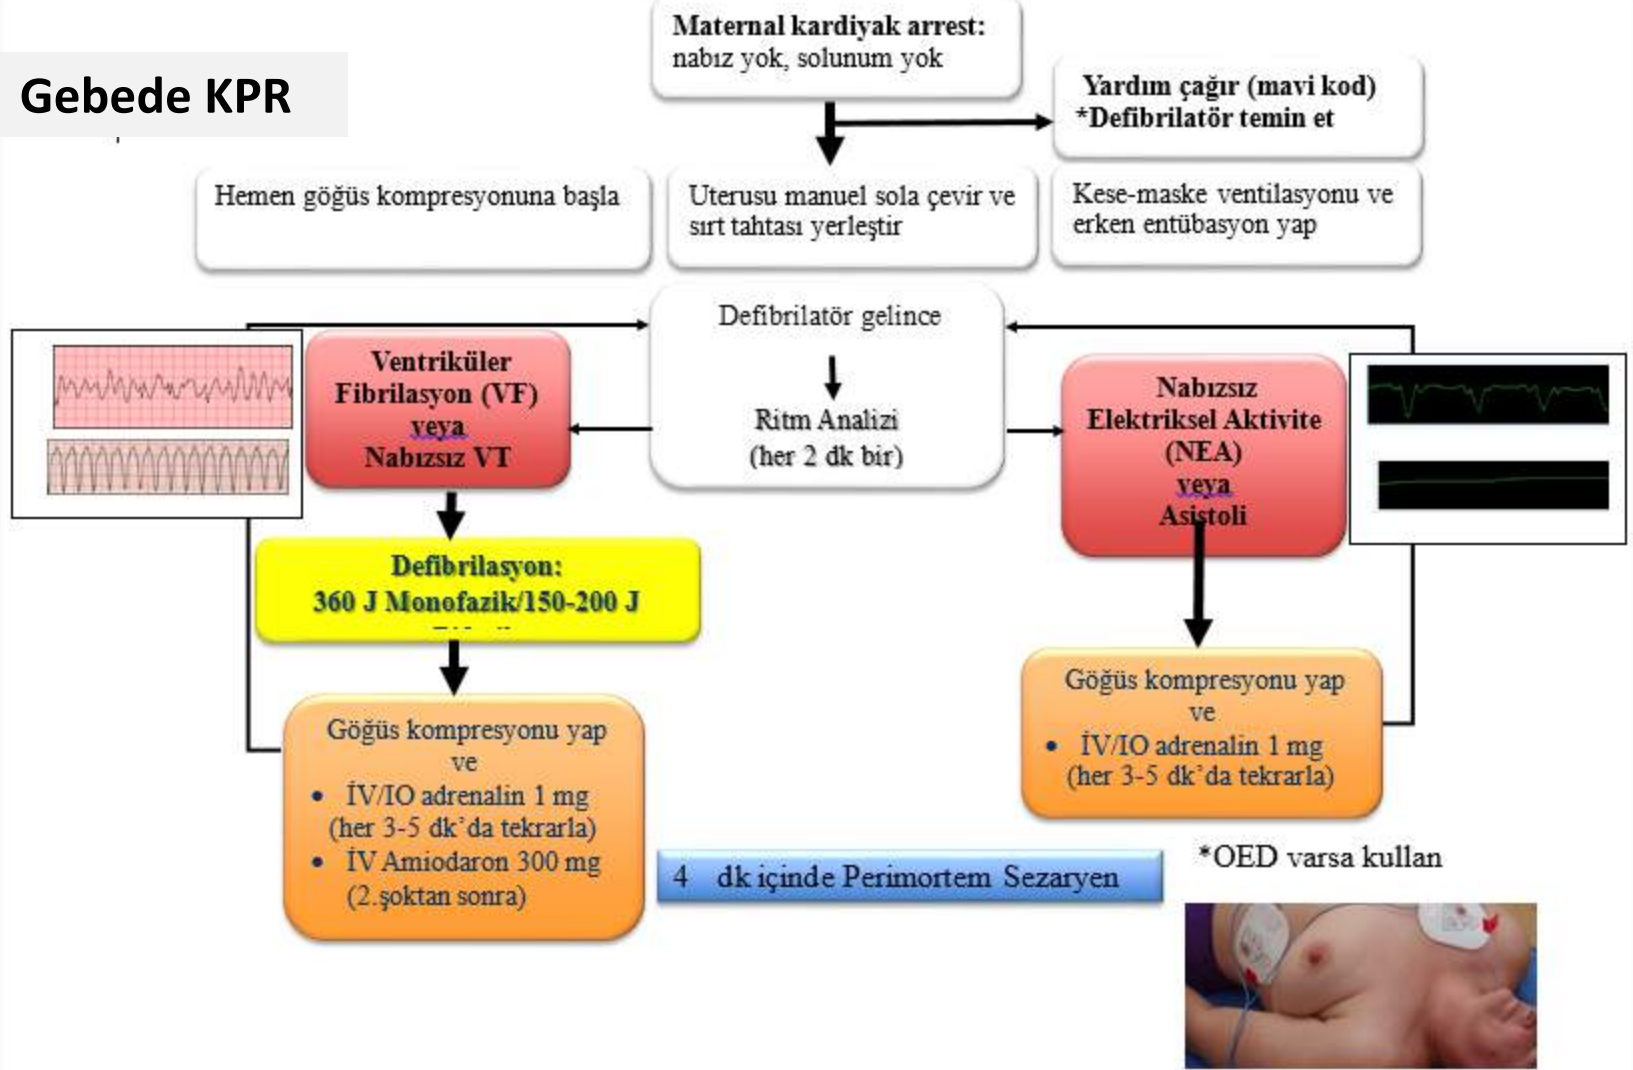 Gebede KPR
Maternal kardiyak arrest:
nabız yok, solunum yok
Yardım çağır (mavi kod)
*Defibrilatör temin et
Hemen göğüs kompresyonuna başla
Uterusu manuel sola çevir ve
sırt tahtası yerleştir
Kese-maske ventilasyonu ve
erken entübasyon yap
Defibrilatör gelince
Ritm Analizi
(her 2 dk bir)
Ventriküler
Fibrilasyon (VF)
veya
Nabızsız VT
Nabızsız
Elektriksel Aktivite
(NEA)
veya
Asistoli
Defibrilasyon:
360 J Monofazik/150-200 J
Göğüs kompresyonu yap
ve
• İV/IO adrenalin 1 mg
(her 3-5 dk'da tekrarla)
• İV Amiodaron 300 mg
(2.şoktan sonra)
Göğüs kompresyonu yap
ve
• İV/IO adrenalin 1 mg
(her 3-5 dk'da tekrarla)
4 dk içinde Perimortem Sezaryen
*OED varsa kullan